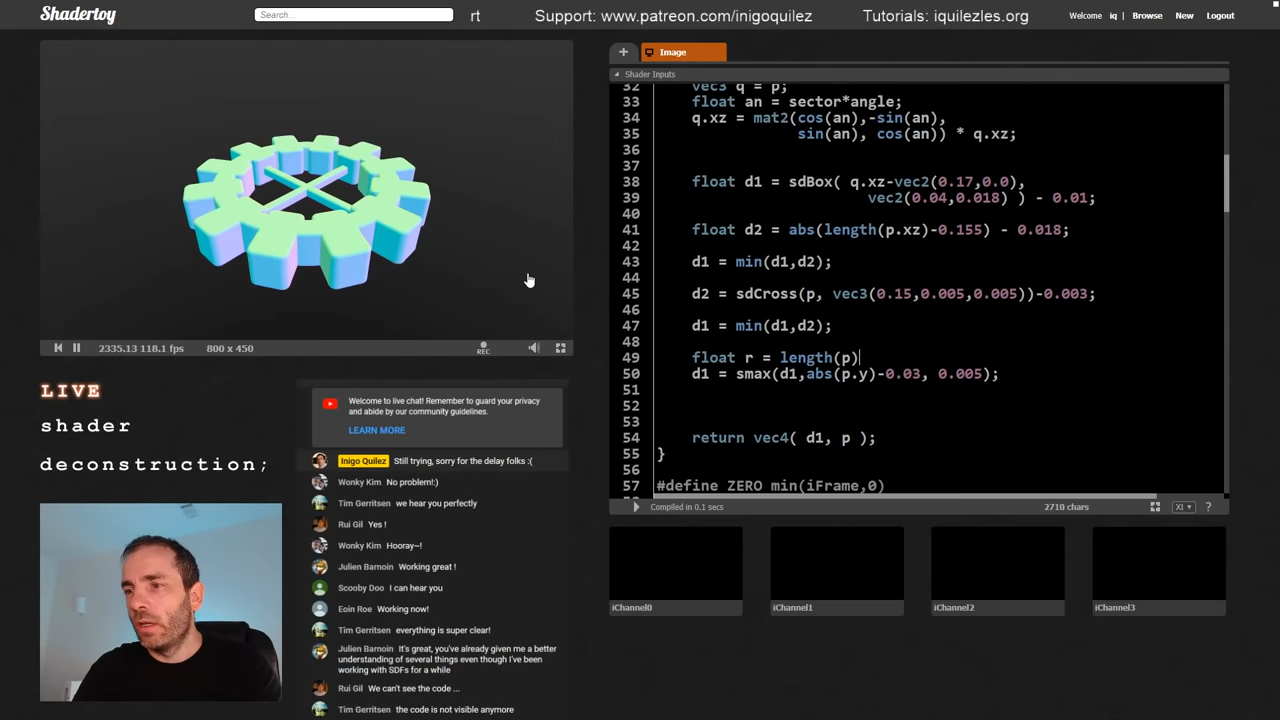 Shadertoy
Search...
rt
Support: www.patreon.com/inigoquilez
Tutorials: iquilezles.org
Welcome iq |
Browse
New
Logout
+
Image
Shader Inputs
32 vec3 q = p;
33 float an = sector*angle;
34 q.xz = mat2(cos(an),-sin(an),
35 sin(an), cos(an)) * q.xz;
36
37
38 float d1 = sdBox( q.xz-vec2(0.17,0.0),
39 vec2(0.04,0.018) ) - 0.01;
40
41 float d2 = abs(length(p.xz)-0.155) - 0.018;
42
43 d1 = min(d1,d2);
44
45 d2 = sdCross(p, vec3(0.15,0.005,0.005))-0.003;
46
47 d1 = min(d1,d2);
48
49 float r = length(p)
50 d1 = smax(d1,abs(p.y)-0.03, 0.005);
51
52
53
54 return vec4( d1, p );
55 }
56
57 #define ZERO min(iFrame,0)
2335.13 118.1 fps
800 x 450
REC
Compiled in 0.1 secs
2710 chars
XI ▾
?
LIVE
shader
deconstruction;
Welcome to live chat! Remember to guard your privacy
and abide by our community guidelines.
LEARN MORE
Inigo Quilez Still trying, sorry for the delay folks :(
Wonky Kim No problem!:)
Tim Gerritsen we hear you perfectly
Rui Gil Yes !
Wonky Kim Hooray~!
Julien Barnoin Working great !
Scooby Doo I can hear you
Eoin Roe Working now!
Tim Gerritsen everything is super clear!
Julien Barnoin It's great, you've already given me a better
understanding of several things even though I've been
working with SDFs for a while
Rui Gil We can't see the code ...
Tim Gerritsen the code is not visible anymore
iChannel0
iChannel1
iChannel2
iChannel3